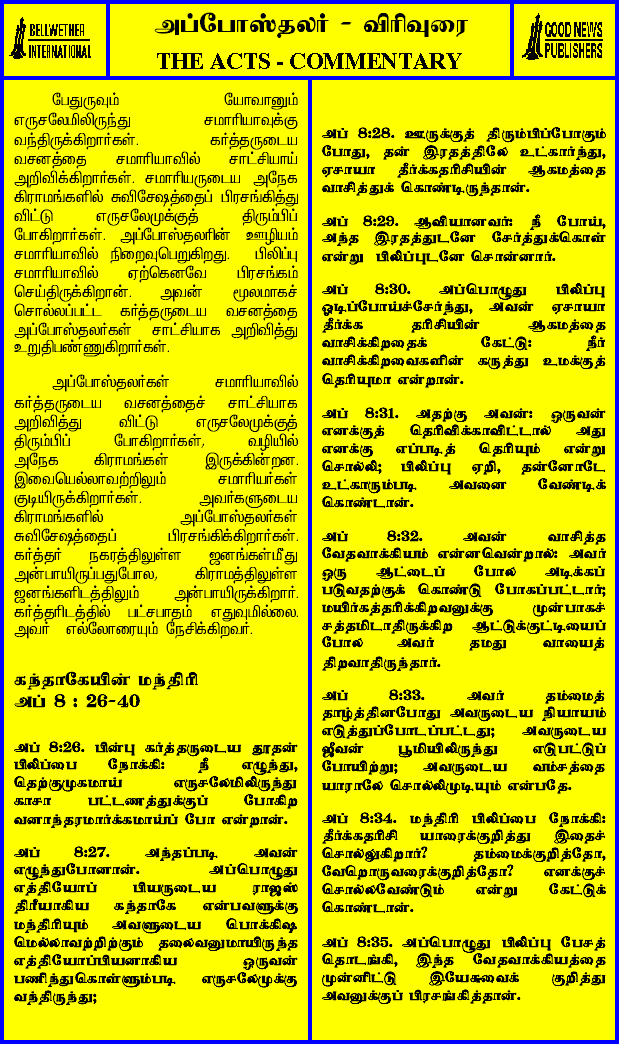 BELLWETHER
INTERNATIONAL
அப்போஸ்தலர் - விரிவுரை
THE ACTS - COMMENTARY
GOOD NEWS
PUBLISHERS
பேதுருவும் யோவானும்
எருசலேமிலிருந்து சமாரியாவுக்கு
வந்திருக்கிறார்கள். கர்த்தருடைய
வசனத்தை சமாரியாவில் சாட்சியாய்
அறிவிக்கிறார்கள். சமாரியருடைய அநேக
கிராமங்களில் சுவிசேஷத்தைப் பிரசங்கித்து
விட்டு எருசலேமுக்குத் திரும்பிப்
போகிறார்கள். அப்போஸ்தலரின் ஊழியம்
சமாரியாவில் நிறைவுபெறுகிறது. பிலிப்பு
சமாரியாவில் ஏற்கெனவே பிரசங்கம்
செய்திருக்கிறான். அவன் மூலமாகச்
சொல்லப்பட்ட கர்த்தருடைய வசனத்தை
அப்போஸ்தலர்கள் சாட்சியாக அறிவித்து
உறுதிபண்ணுகிறார்கள்.
அப்போஸ்தலர்கள் சமாரியாவில்
கர்த்தருடைய வசனத்தைச் சாட்சியாக
அறிவித்து விட்டு எருசலேமுக்குத்
திரும்பிப் போகிறார்கள், வழியில்
அநேக கிராமங்கள் இருக்கின்றன.
இவையெல்லாவற்றிலும் சமாரியர்கள்
குடியிருக்கிறார்கள். அவர்களுடைய
கிராமங்களில் அப்போஸ்தலர்கள்
சுவிசேஷத்தைப் பிரசங்கிக்கிறார்கள்.
கர்த்தர் நகரத்திலுள்ள ஜனங்கள்மீது
அன்பாயிருப்பதுபோல, கிராமத்திலுள்ள
ஜனங்களிடத்திலும் அன்பாயிருக்கிறார்.
கர்த்தரிடத்தில் பட்சபாதம் எதுவுமில்லை.
அவர் எல்லோரையும் நேசிக்கிறவர்.
கந்தாகேயின் மந்திரி
அப் 8 : 26-40
அப் 8:26. பின்பு கர்த்தருடைய தூதன்
பிலிப்பை நோக்கி: நீ எழுந்து,
தெற்குமுகமாய் எருசலேமிலிருந்து
காசா பட்டணத்துக்குப் போகிற
வனாந்தரமார்க்கமாய்ப் போ என்றான்.
அப் 8:27. அந்தப்படி அவன்
எழுந்துபோனான். அப்பொழுது
எத்தியோப் பியருடைய ராஜஸ்
திரீயாகிய கந்தாகே என்பவளுக்கு
மந்திரியும் அவளுடைய பொக்கிஷ
மெல்லாவற்றிற்கும் தலைவனுமாயிருந்த
எத்தியோப்பியனாகிய ஒருவன்
பணிந்துகொள்ளும்படி எருசலேமுக்கு
வந்திருந்து;
அப் 8:28. ஊருக்குத் திரும்பிப்போகும்
போது, தன் இரதத்திலே உட்கார்ந்து,
ஏசாயா தீர்க்கதரிசியின் ஆகமத்தை
வாசித்துக் கொண்டிருந்தான்.
அப் 8:29. ஆவியானவர்: நீ போய்,
அந்த இரதத்துடனே சேர்த்துக்கொள்
என்று பிலிப்புடனே சொன்னார்.
அப் 8:30. அப்பொழுது பிலிப்பு
ஓடிப்போய்ச்சேர்ந்து, அவன் ஏசாயா
தீர்க்க தரிசியின் ஆகமத்தை
வாசிக்கிறதைக் கேட்டு: நீர்
வாசிக்கிறவைகளின் கருத்து உமக்குத்
தெரியுமா என்றான்.
அப் 8:31. அதற்கு அவன்: ஒருவன்
எனக்குத் தெரிவிக்காவிட்டால் அது
எனக்கு எப்படித் தெரியும் என்று
சொல்லி; பிலிப்பு ஏறி, தன்னோடே
உட்காரும்படி அவனை வேண்டிக்
கொண்டான்.
அப் 8:32. அவன் வாசித்த
வேதவாக்கியம் என்னவென்றால்: அவர்
ஒரு ஆட்டைப் போல அடிக்கப்
படுவதற்குக் கொண்டு போகப்பட்டார்;
மயிர்கத்தரிக்கிறவனுக்கு முன்பாகச்
சத்தமிடாதிருக்கிற ஆட்டுக்குட்டியைப்
போல அவர் தமது வாயைத்
திறவாதிருந்தார்.
அப் 8:33. அவர் தம்மைத்
தாழ்த்தினபோது அவருடைய நியாயம்
எடுத்துப்போடப்பட்டது; அவருடைய
ஜீவன் பூமியிலிருந்து எடுபட்டுப்
போயிற்று; அவருடைய வம்சத்தை
யாராலே சொல்லிமுடியும் என்பதே.
அப் 8:34. மந்திரி பிலிப்பை நோக்கி:
தீர்க்கதரிசி யாரைக்குறித்து இதைச்
சொல்லுகிறார்? தம்மைக்குறித்தோ,
வேறொருவரைக்குறித்தோ? எனக்குச்
சொல்லவேண்டும் என்று கேட்டுக்
கொண்டான்.
அப் 8:35. அப்பொழுது பிலிப்பு பேசத்
தொடங்கி, இந்த வேதவாக்கியத்தை
முன்னிட்டு இயேசுவைக் குறித்து
அவனுக்குப் பிரசங்கித்தான்.